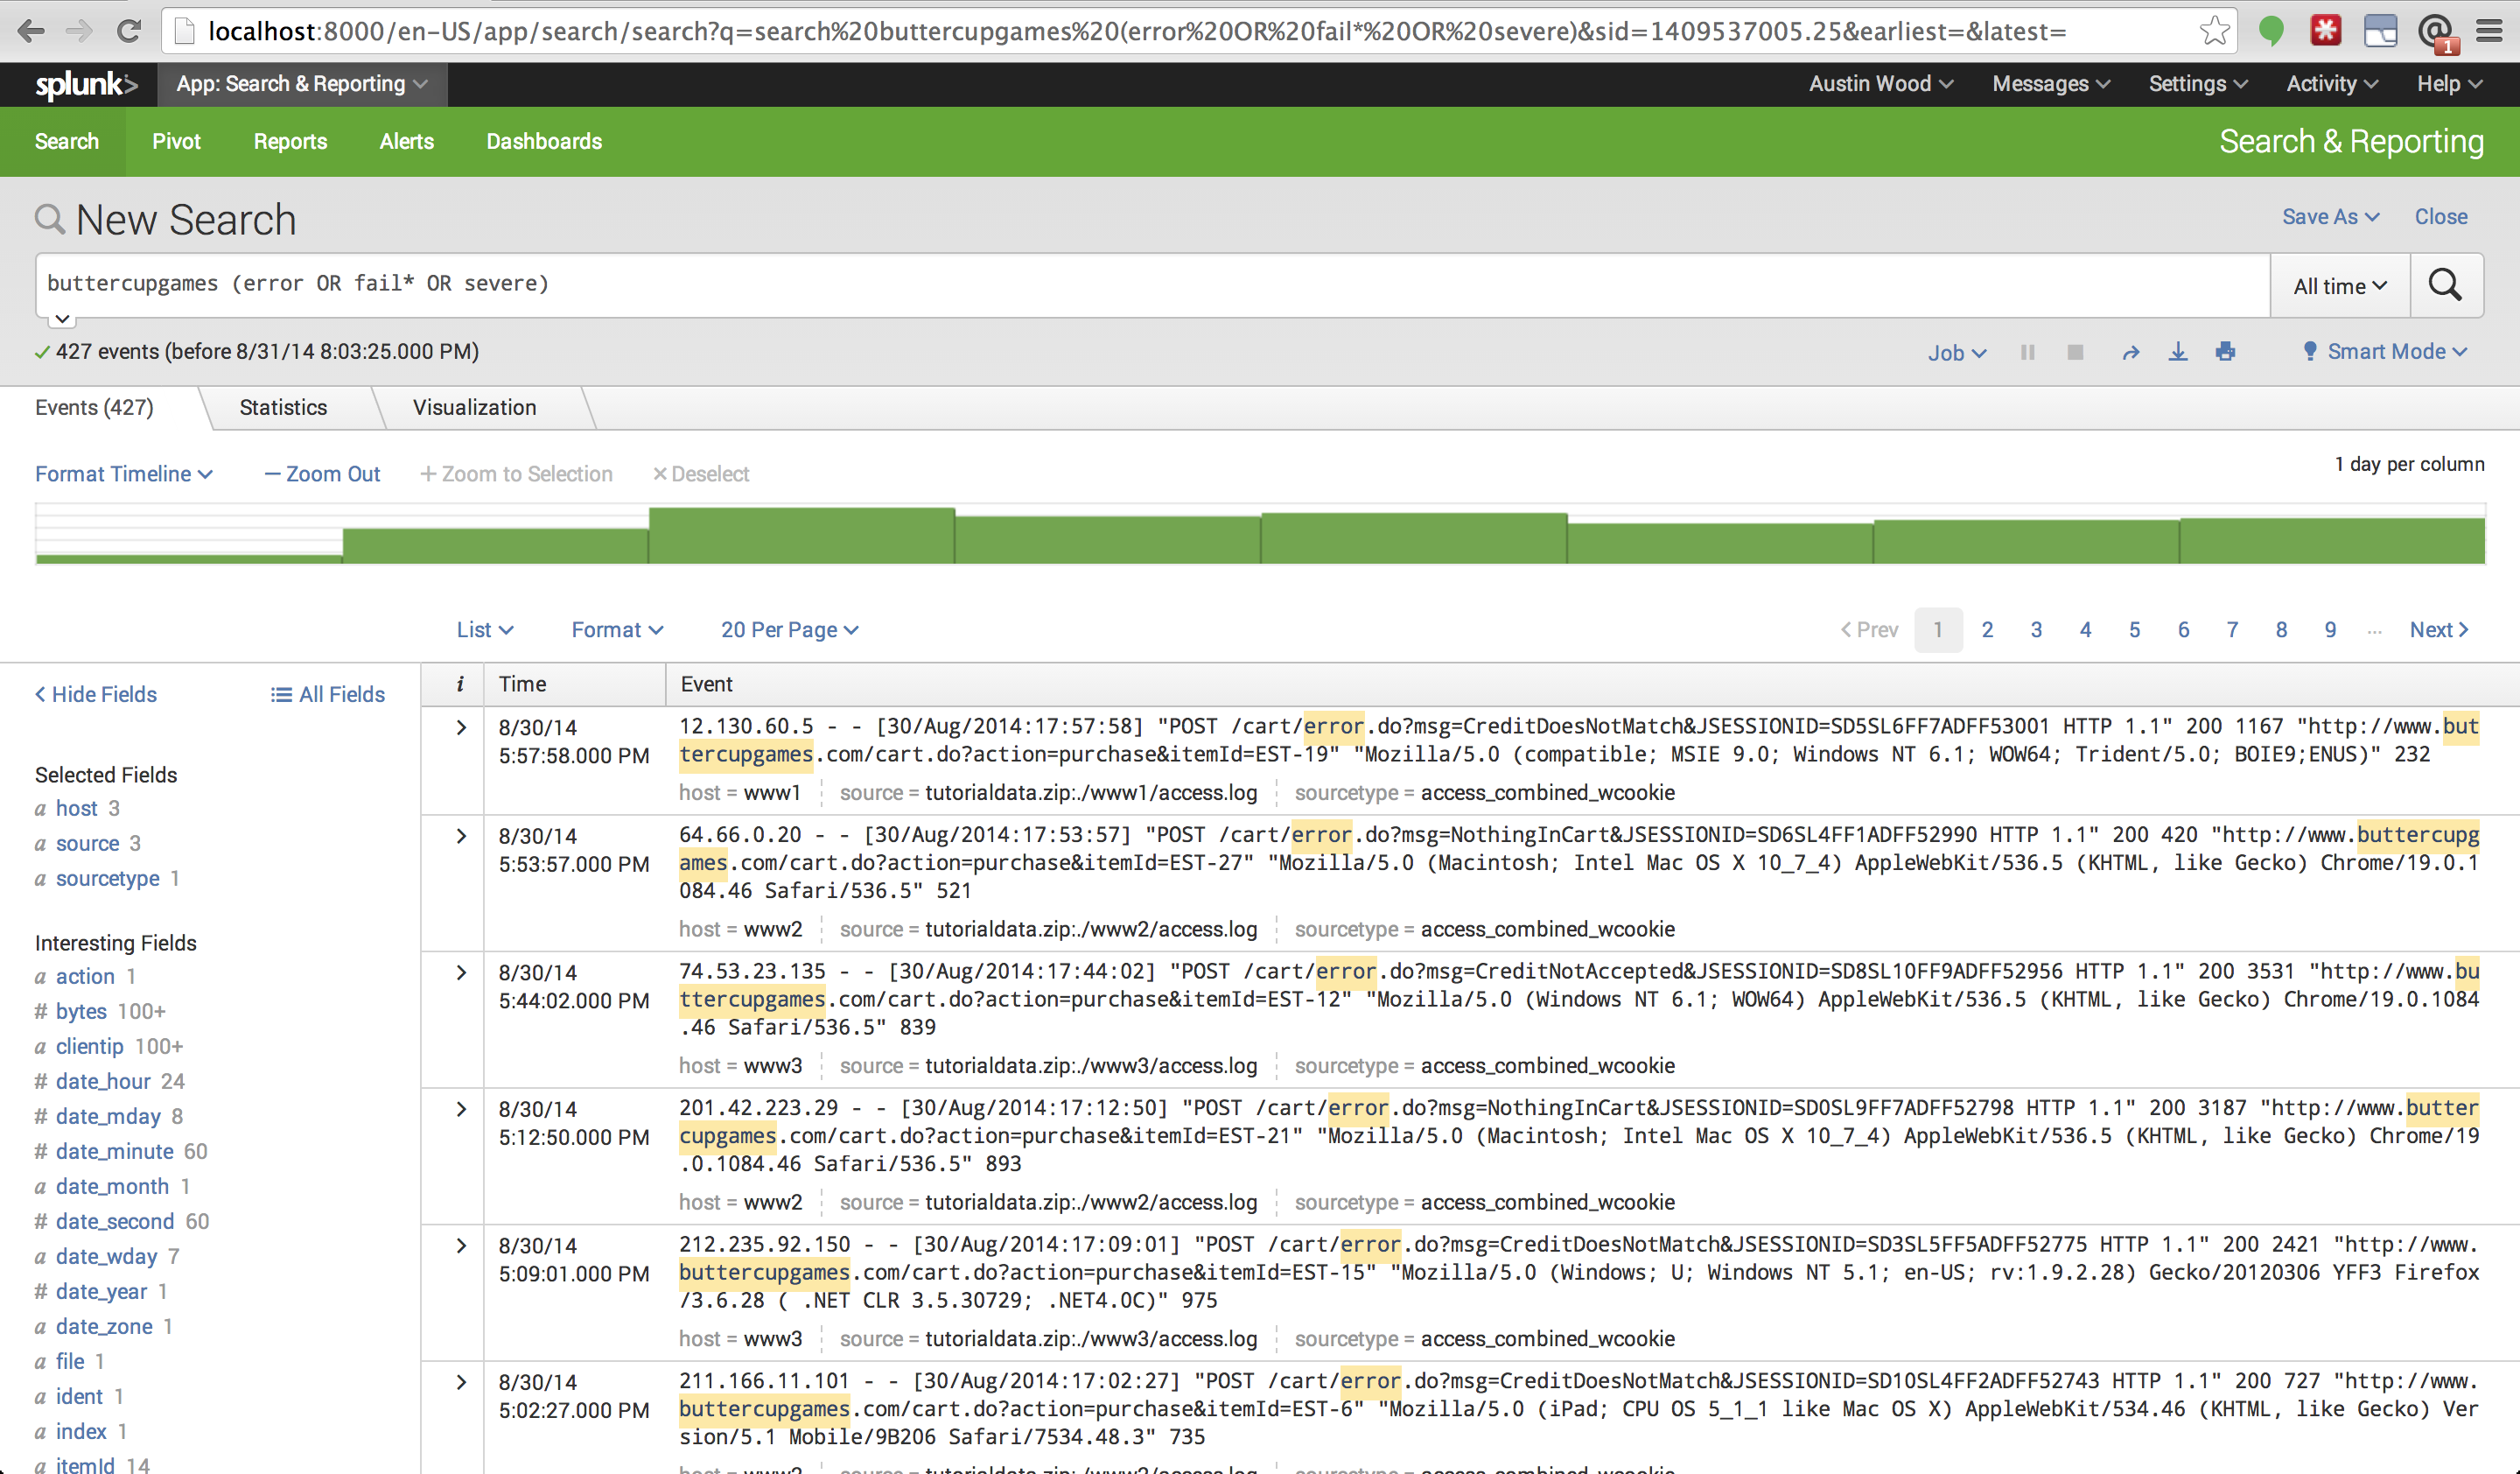 localhost:8000/en-US/app/search/search?q=search%20buttercupgames%20(error%20OR%20fail*%20OR%20severe)&sid=1409537005.25&earliest=&latest=
1
splunk> App: Search & Reporting Austin Wood Messages Settings Activity Help
Search Pivot Reports Alerts Dashboards Search & Reporting
New Search Save As Close
buttercupgames (error OR fail* OR severe) All time
427 events (before 8/31/14 8:03:25.000 PM) Job Smart Mode
Events (427) Statistics Visualization
Format Timeline — Zoom Out + Zoom to Selection × Deselect 1 day per column
List Format 20 Per Page < Prev 1 2 3 4 5 6 7 8 9 ... Next >
< Hide Fields All Fields
Selected Fields
a host 3
a source 3
a sourcetype 1
Interesting Fields
a action 1
# bytes 100+
a clientip 100+
# date_hour 24
# date_mday 8
# date_minute 60
a date_month 1
# date_second 60
a date_wday 7
# date_year 1
a date_zone 1
a file 1
a ident 1
a index 1
a itemId 14
i Time Event
> 8/30/14 5:57:58.000 PM
12.130.60.5 - - [30/Aug/2014:17:57:58] "POST /cart/error.do?msg=CreditDoesNotMatch&JSESSIONID=SD5SL6FF7ADFF53001 HTTP 1.1" 200 1167 "http://www.but
tercupgames.com/cart.do?action=purchase&itemId=EST-19" "Mozilla/5.0 (compatible; MSIE 9.0; Windows NT 6.1; WOW64; Trident/5.0; BOIE9;ENUS)" 232
host = www1 source = tutorialdata.zip:./www1/access.log sourcetype = access_combined_wcookie
> 8/30/14 5:53:57.000 PM
64.66.0.20 - - [30/Aug/2014:17:53:57] "POST /cart/error.do?msg=NothingInCart&JSESSIONID=SD6SL4FF1ADFF52990 HTTP 1.1" 200 420 "http://www.buttercupg
ames.com/cart.do?action=purchase&itemId=EST-27" "Mozilla/5.0 (Macintosh; Intel Mac OS X 10_7_4) AppleWebKit/536.5 (KHTML, like Gecko) Chrome/19.0.1
084.46 Safari/536.5" 521
host = www2 source = tutorialdata.zip:./www2/access.log sourcetype = access_combined_wcookie
> 8/30/14 5:44:02.000 PM
74.53.23.135 - - [30/Aug/2014:17:44:02] "POST /cart/error.do?msg=CreditNotAccepted&JSESSIONID=SD8SL10FF9ADFF52956 HTTP 1.1" 200 3531 "http://www.bu
ttercupgames.com/cart.do?action=purchase&itemId=EST-12" "Mozilla/5.0 (Windows NT 6.1; WOW64) AppleWebKit/536.5 (KHTML, like Gecko) Chrome/19.0.1084
.46 Safari/536.5" 839
host = www3 source = tutorialdata.zip:./www3/access.log sourcetype = access_combined_wcookie
> 8/30/14 5:12:50.000 PM
201.42.223.29 - - [30/Aug/2014:17:12:50] "POST /cart/error.do?msg=NothingInCart&JSESSIONID=SD0SL9FF7ADFF52798 HTTP 1.1" 200 3187 "http://www.butter
cupgames.com/cart.do?action=purchase&itemId=EST-21" "Mozilla/5.0 (Macintosh; Intel Mac OS X 10_7_4) AppleWebKit/536.5 (KHTML, like Gecko) Chrome/19
.0.1084.46 Safari/536.5" 893
host = www2 source = tutorialdata.zip:./www2/access.log sourcetype = access_combined_wcookie
> 8/30/14 5:09:01.000 PM
212.235.92.150 - - [30/Aug/2014:17:09:01] "POST /cart/error.do?msg=CreditDoesNotMatch&JSESSIONID=SD3SL5FF5ADFF52775 HTTP 1.1" 200 2421 "http://www.
buttercupgames.com/cart.do?action=purchase&itemId=EST-15" "Mozilla/5.0 (Windows; U; Windows NT 5.1; en-US; rv:1.9.2.28) Gecko/20120306 YFF3 Firefox
/3.6.28 ( .NET CLR 3.5.30729; .NET4.0C)" 975
host = www3 source = tutorialdata.zip:./www3/access.log sourcetype = access_combined_wcookie
> 8/30/14 5:02:27.000 PM
211.166.11.101 - - [30/Aug/2014:17:02:27] "POST /cart/error.do?msg=CreditDoesNotMatch&JSESSIONID=SD10SL4FF2ADFF52743 HTTP 1.1" 200 727 "http://www.
buttercupgames.com/cart.do?action=purchase&itemId=EST-6" "Mozilla/5.0 (iPad; CPU OS 5_1_1 like Mac OS X) AppleWebKit/534.46 (KHTML, like Gecko) Ver
sion/5.1 Mobile/9B206 Safari/7534.48.3" 735